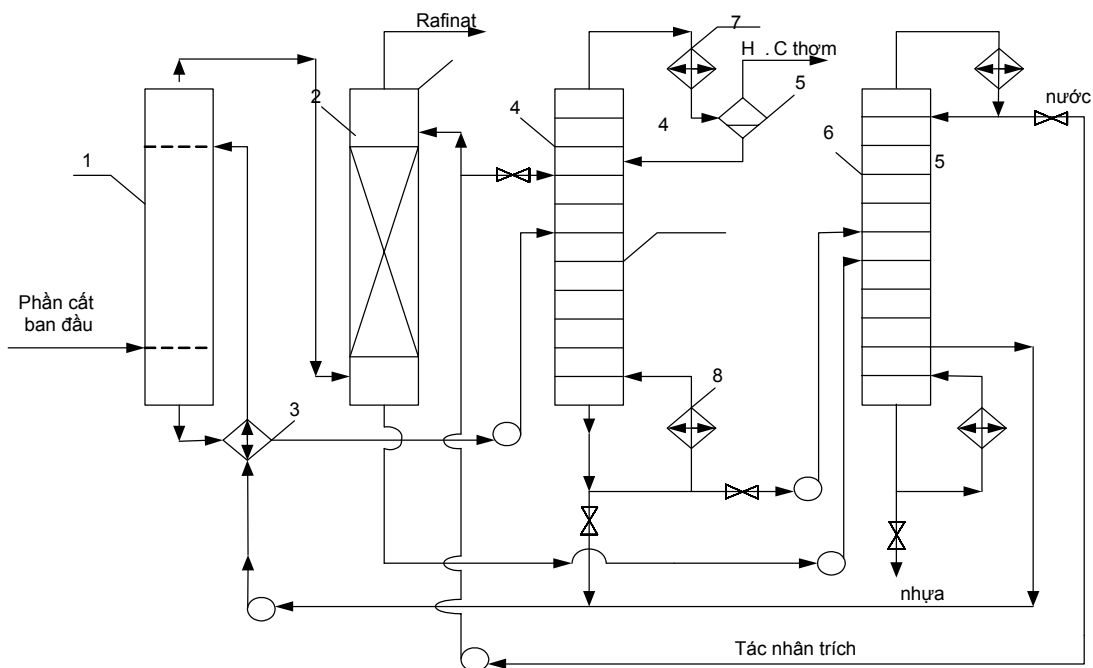 Rafinat
7
H . C thơm
5
2
4
4
nước
6
5
1
Phần cất
ban đầu
3
8
nhựa
Tác nhân trích